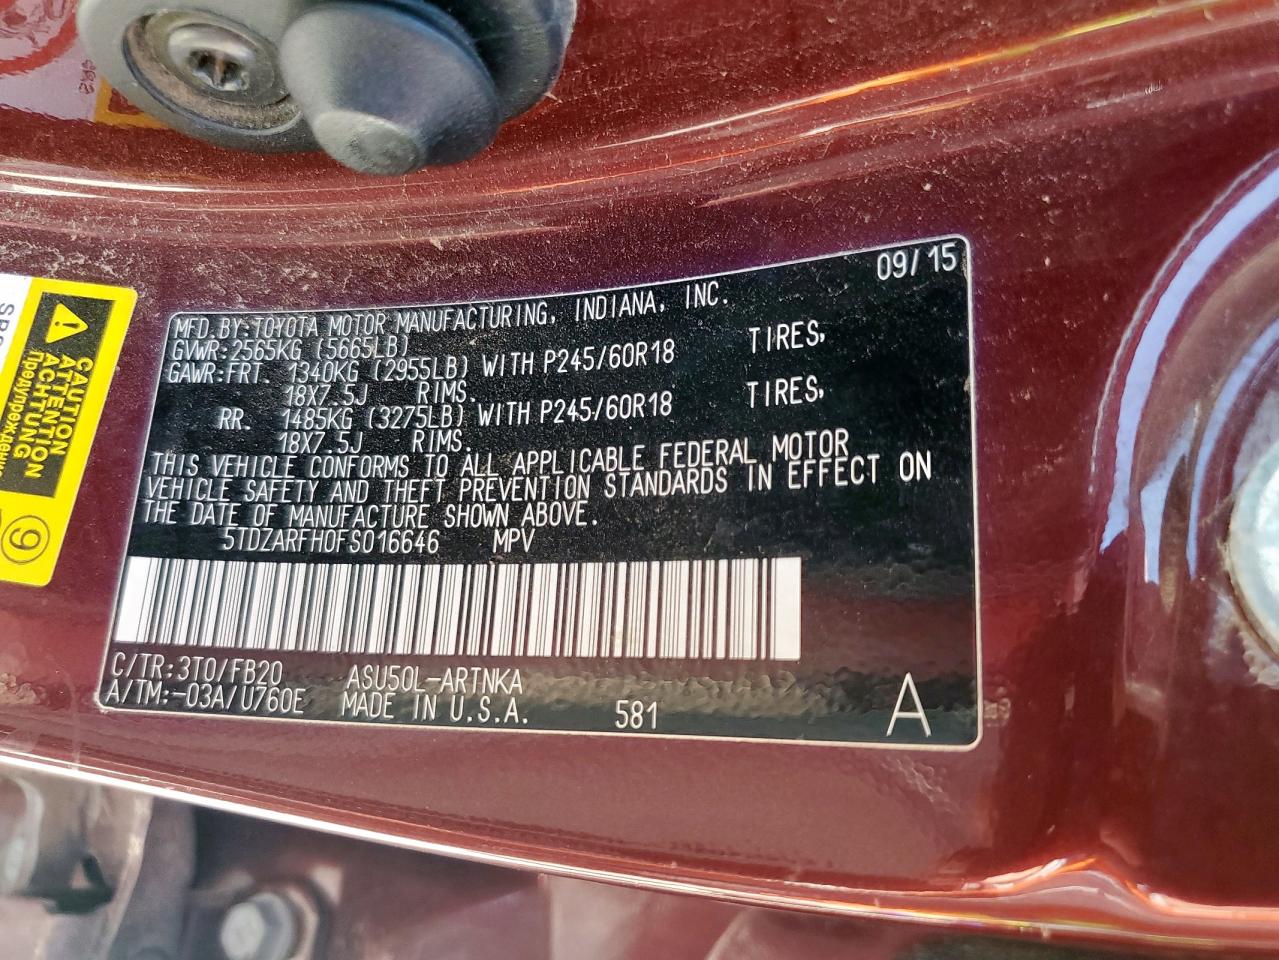 09/15
MFD.BY:TOYOTA MOTOR MANUFACTURING, INDIANA, INC.
GVWR:2565KG (5665LB)
GAWR:FRT. 1340KG (2955LB) WITH P245/60R18 TIRES,
18X7.5J RIMS.
RR. 1485KG (3275LB) WITH P245/60R18 TIRES,
18X7.5J RIMS.
THIS VEHICLE CONFORMS TO ALL APPLICABLE FEDERAL MOTOR
VEHICLE SAFETY AND THEFT PREVENTION STANDARDS IN EFFECT ON
THE DATE OF MANUFACTURE SHOWN ABOVE.
5TDZARFH0FS016646 MPV
C/TR:3T0/FB20 ASU50L-ARTNKA
A/TM:-03A/U760E MADE IN U.S.A. 581 A
CAUTION
ATTENTION
ACHTUNG
9